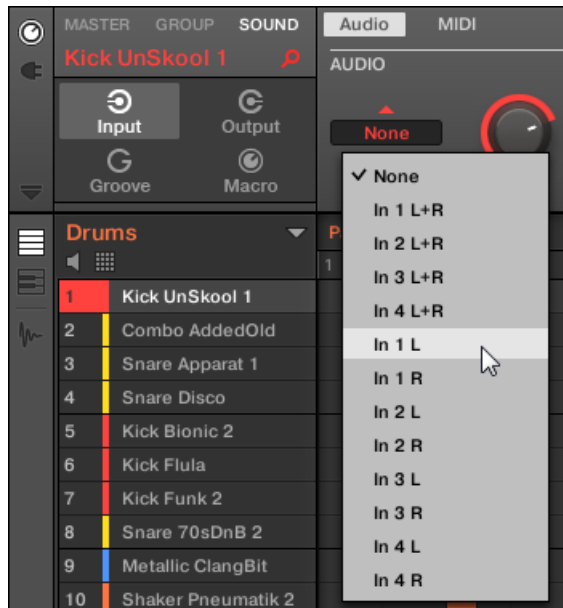 MASTER GROUP SOUND
Kick UnSkool 1
Input Output
Groove Macro
Audio MIDI
AUDIO
None
None
In 1 L+R
In 2 L+R
In 3 L+R
In 4 L+R
In 1 L
In 1 R
In 2 L
In 2 R
In 3 L
In 3 R
In 4 L
In 4 R
Drums
1
1 Kick UnSkool 1
2 Combo AddedOld
3 Snare Apparat 1
4 Snare Disco
5 Kick Bionic 2
6 Kick Flula
7 Kick Funk 2
8 Snare 70sDnB 2
9 Metallic ClangBit
10 Shaker Pneumatik 2